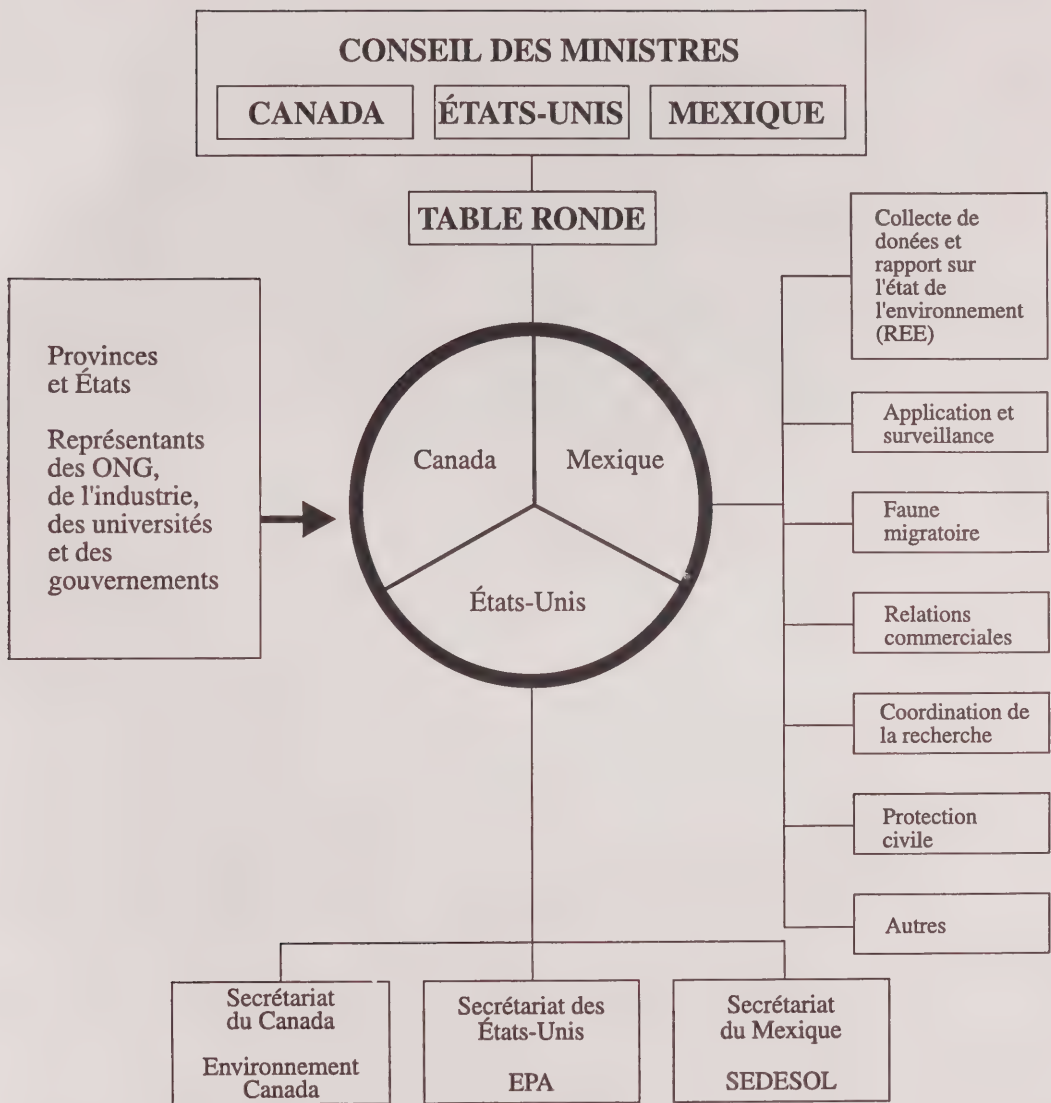 CONSEIL DES MINISTRES
CANADA
ÉTATS-UNIS
MEXIQUE
TABLE RONDE
Provinces
et États
Représentants
des ONG,
de l'industrie,
des universités
et des
gouvernements
Canada
Mexique
États-Unis
Collecte de
donées et
rapport sur
l'état de
l'environnement
(REE)
Application et
surveillance
Faune
migratoire
Relations
commerciales
Coordination de
la recherche
Protection
civile
Autres
Secrétariat
du Canada
Environnement
Canada
Secrétariat des
États-Unis
EPA
Secrétariat
du Mexique
SEDESOL